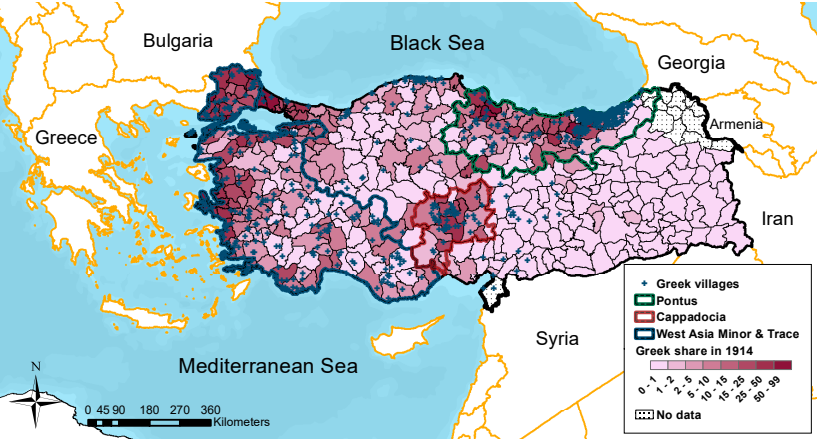 Bulgaria
Black Sea
Georgia
Greece
Armenia
Iran
Syria
Mediterranean Sea
N
0 45 90 180 270 360
Kilometers
Greek villages
Pontus
Cappadocia
West Asia Minor & Trace
Greek share in 1914
0 - 1
1 - 2
2 - 5
5 - 10
10 - 15
15 - 25
25 - 50
50 - 99
No data